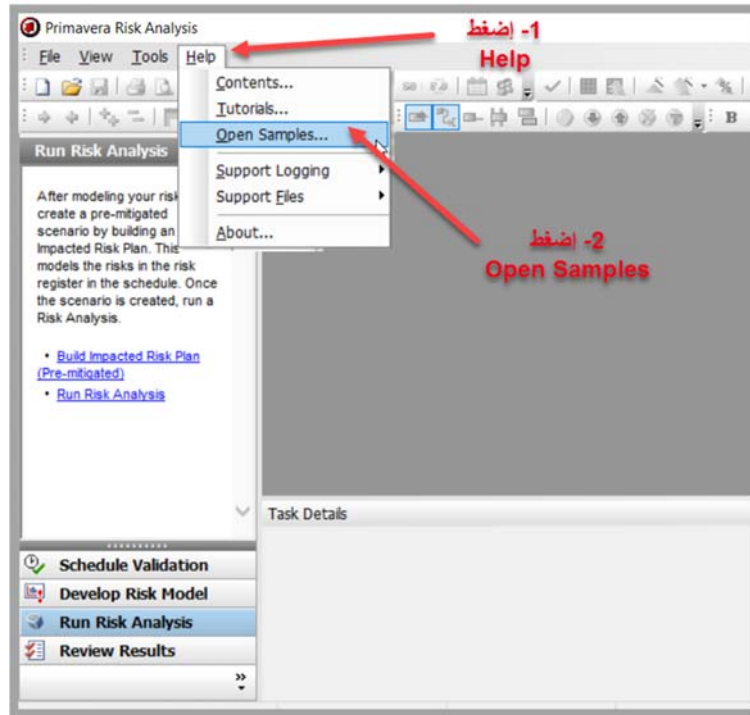 Primavera Risk Analysis
1- إضغط
Help
File View Tools Help
Contents...
Tutorials...
Open Samples...
Support Logging
Support Files
About...
2- إضغط
Open Samples
B
Run Risk Analysis
After modeling your risk
create a pre-mitigated
scenario by building an
Impacted Risk Plan. This
models the risks in the risk
register in the schedule. Once
the scenario is created, run a
Risk Analysis.
• Build Impacted Risk Plan
(Pre-mitigated)
• Run Risk Analysis
Task Details
Schedule Validation
Develop Risk Model
Run Risk Analysis
Review Results